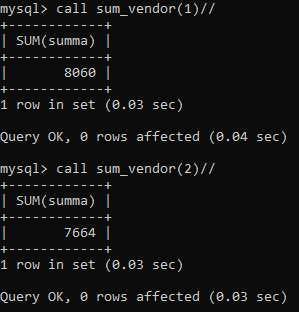 mysql> call sum_vendor(1)//
+------------+
| SUM(summa) |
+------------+
|       8060 |
+------------+
1 row in set (0.03 sec)
Query OK, 0 rows affected (0.04 sec)
mysql> call sum_vendor(2)//
+------------+
| SUM(summa) |
+------------+
|       7664 |
+------------+
1 row in set (0.03 sec)
Query OK, 0 rows affected (0.03 sec)